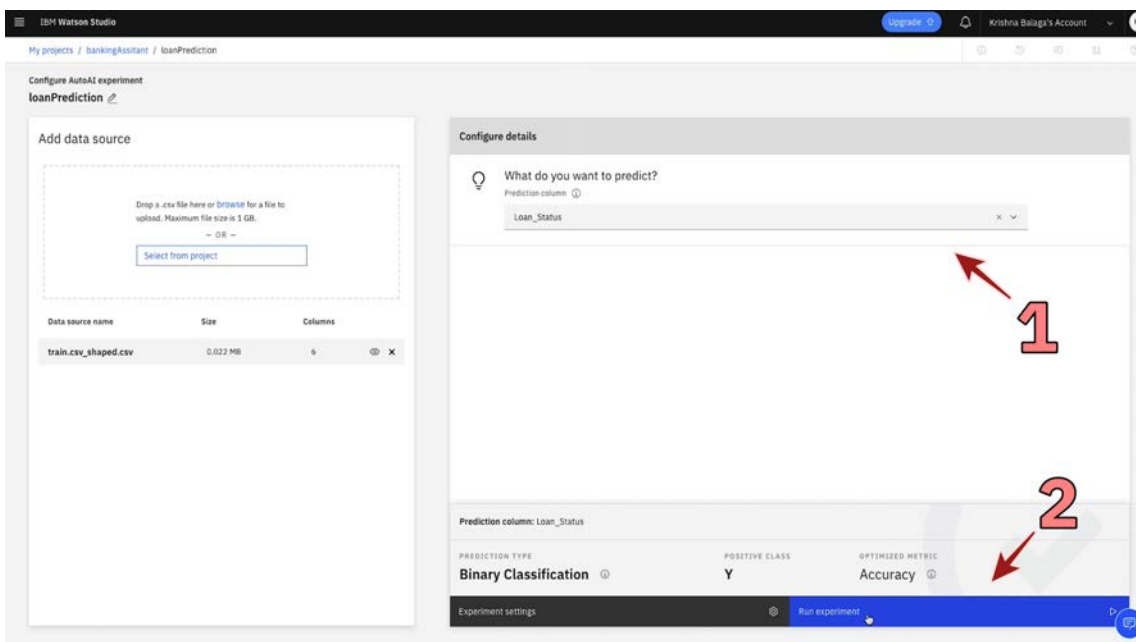 IBM Watson Studio
Upgrade
Krishna Balaga's Account
My projects / bankingAssitant / loanPrediction
Configure AutoAI experiment
loanPrediction
Add data source
Drop a .csv file here or browse for a file to
upload. Maximum file size is 1 GB.
— OR —
Select from project
Data source name Size Columns
train.csv_shaped.csv 0.022 MB 6
Configure details
What do you want to predict?
Prediction column
Loan_Status
1
2
Prediction column: Loan_Status
PREDICTION TYPE POSITIVE CLASS OPTIMIZED METRIC
Binary Classification Y Accuracy
Experiment settings Run experiment